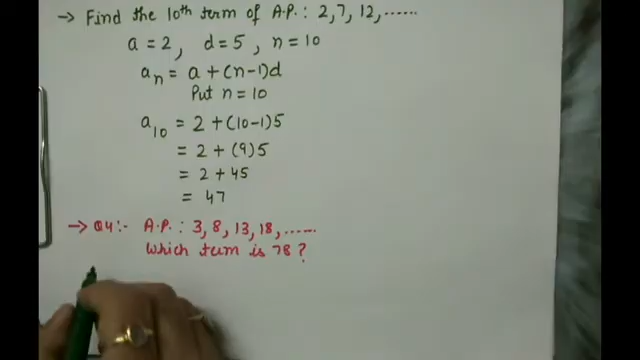 → Find the 10th term of A.P.: 2, 7, 12, ......
a = 2, d = 5, n = 10
aₙ = a + (n-1)d
Put n = 10
a₁₀ = 2 + (10-1)5
= 2 + (9)5
= 2 + 45
= 47
→ Q4:- A.P.: 3, 8, 13, 18, ......
Which term is 78?